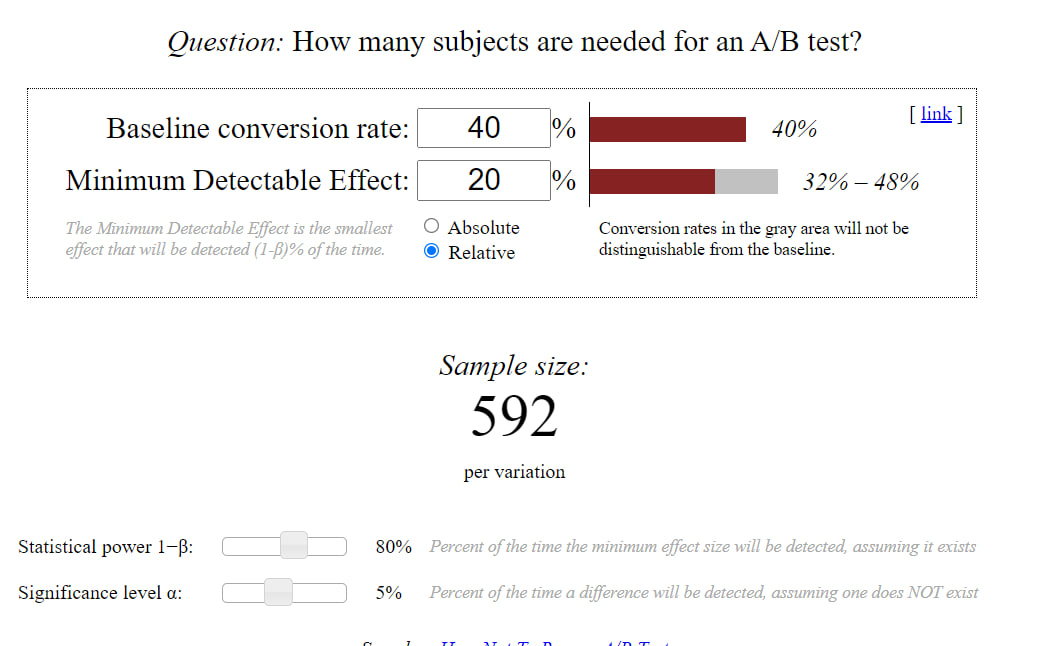 Question: How many subjects are needed for an A/B test?
[ link ]
Baseline conversion rate: 40 % 40%
Minimum Detectable Effect: 20 % 32% – 48%
The Minimum Detectable Effect is the smallest
effect that will be detected (1-β)% of the time.
Absolute
Relative
Conversion rates in the gray area will not be
distinguishable from the baseline.
Sample size:
592
per variation
Statistical power 1−β: 80% Percent of the time the minimum effect size will be detected, assuming it exists
Significance level α: 5% Percent of the time a difference will be detected, assuming one does NOT exist